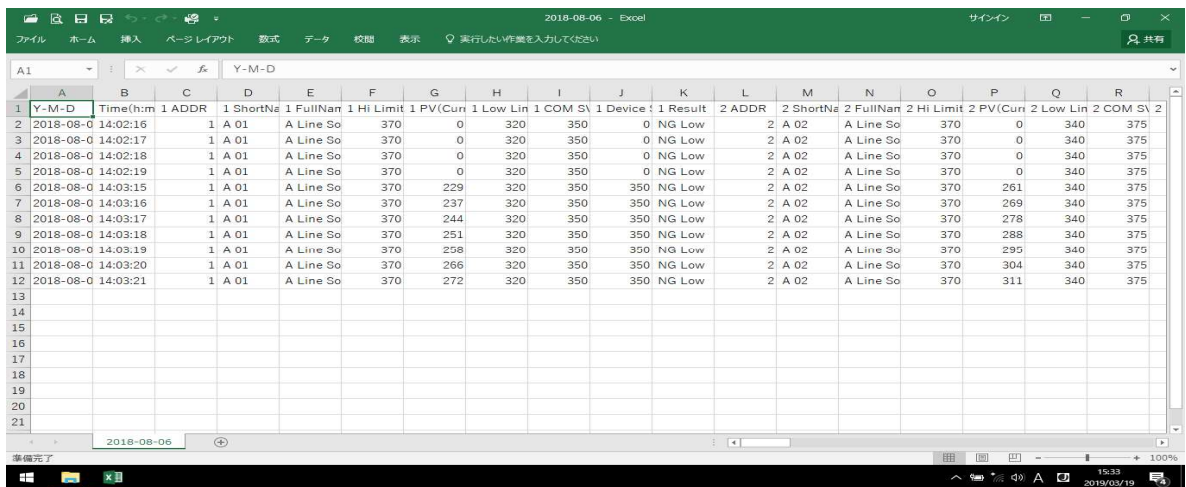 2018-08-06 - Excel サインイン
ファイル ホーム 挿入 ページ レイアウト 数式 データ 校閲 表示 実行したい作業を入力してください 共有
A1 fx Y-M-D
A B C D E F G H I J K L M N O P Q R
1 Y-M-D Time(h:m 1 ADDR 1 ShortNa 1 FullNam 1 Hi Limit 1 PV(Curr 1 Low Lim 1 COM SV 1 Device 1 Result 2 ADDR 2 ShortNa 2 FullNam 2 Hi Limit 2 PV(Curr 2 Low Lim 2 COM SV 2
2 2018-08-0 14:02:16 1 A 01 A Line So 370 0 320 350 0 NG Low 2 A 02 A Line So 370 0 340 375
3 2018-08-0 14:02:17 1 A 01 A Line So 370 0 320 350 0 NG Low 2 A 02 A Line So 370 0 340 375
4 2018-08-0 14:02:18 1 A 01 A Line So 370 0 320 350 0 NG Low 2 A 02 A Line So 370 0 340 375
5 2018-08-0 14:02:19 1 A 01 A Line So 370 0 320 350 0 NG Low 2 A 02 A Line So 370 0 340 375
6 2018-08-0 14:03:15 1 A 01 A Line So 370 229 320 350 350 NG Low 2 A 02 A Line So 370 261 340 375
7 2018-08-0 14:03:16 1 A 01 A Line So 370 237 320 350 350 NG Low 2 A 02 A Line So 370 269 340 375
8 2018-08-0 14:03:17 1 A 01 A Line So 370 244 320 350 350 NG Low 2 A 02 A Line So 370 278 340 375
9 2018-08-0 14:03:18 1 A 01 A Line So 370 251 320 350 350 NG Low 2 A 02 A Line So 370 288 340 375
10 2018-08-0 14:03:19 1 A 01 A Line So 370 258 320 350 350 NG Low 2 A 02 A Line So 370 295 340 375
11 2018-08-0 14:03:20 1 A 01 A Line So 370 266 320 350 350 NG Low 2 A 02 A Line So 370 304 340 375
12 2018-08-0 14:03:21 1 A 01 A Line So 370 272 320 350 350 NG Low 2 A 02 A Line So 370 311 340 375
13
14
15
16
17
18
19
20
21
2018-08-06
準備完了 100%
A 15:33
2019/03/19 4